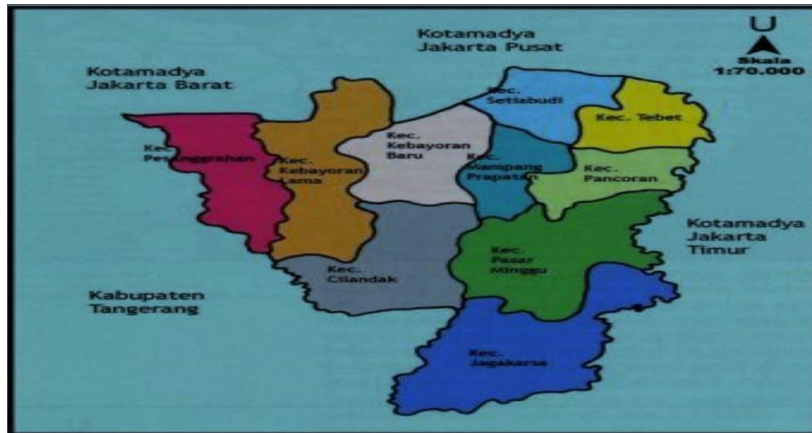 U
Skala
1:70.000
Kotamadya
Jakarta Pusat
Kotamadya
Jakarta Barat
Kec.
Setiabudi
Kec. Tebet
Kec.
Pesanggrahan
Kec.
Kebayoran
Lama
Kec.
Kebayoran
Baru
Kec.
Mampang
Prapatan
Kec.
Pancoran
Kotamadya
Jakarta
Timur
Kec.
Pasar
Minggu
Kec.
Cilandak
Kabupaten
Tangerang
Kec.
Jagakarsa